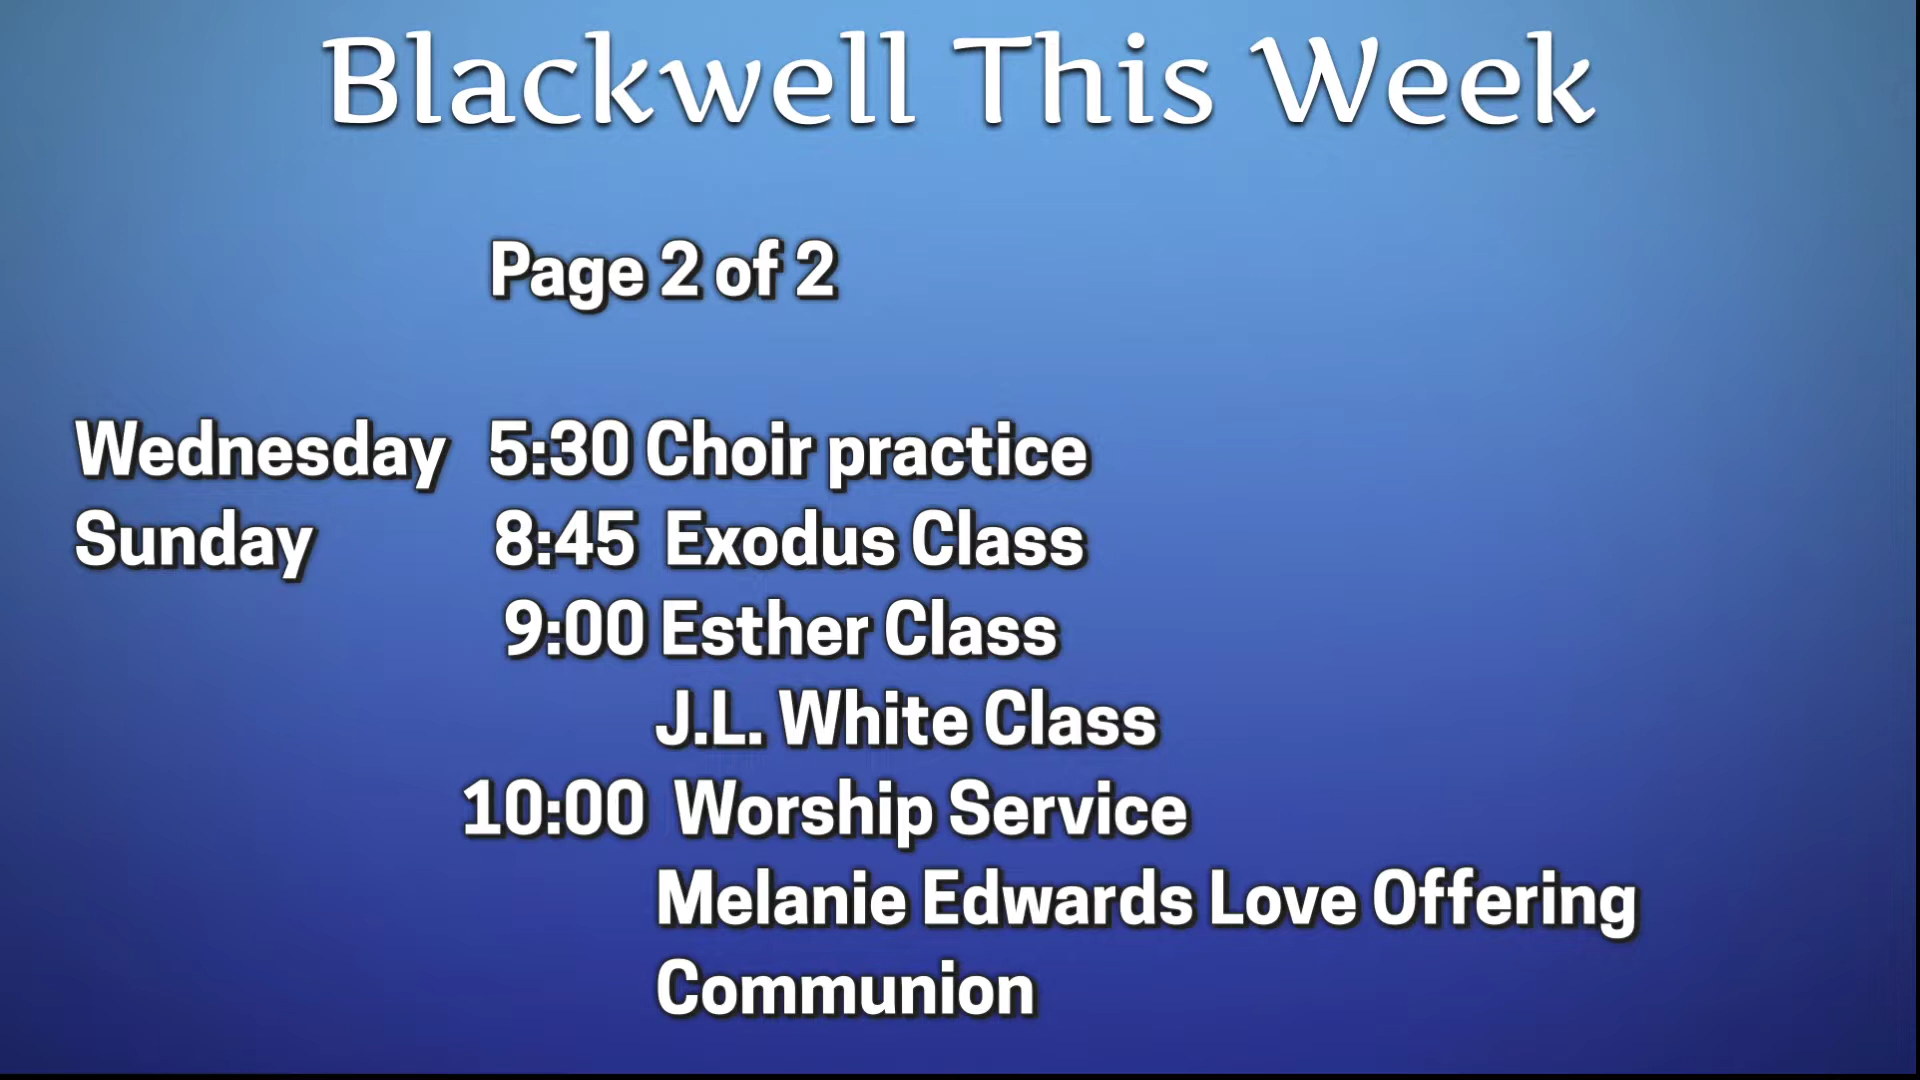 Blackwell This Week
Page 2 of 2
Wednesday 5:30 Choir practice
Sunday 8:45 Exodus Class
9:00 Esther Class
J.L. White Class
10:00 Worship Service
Melanie Edwards Love Offering
Communion